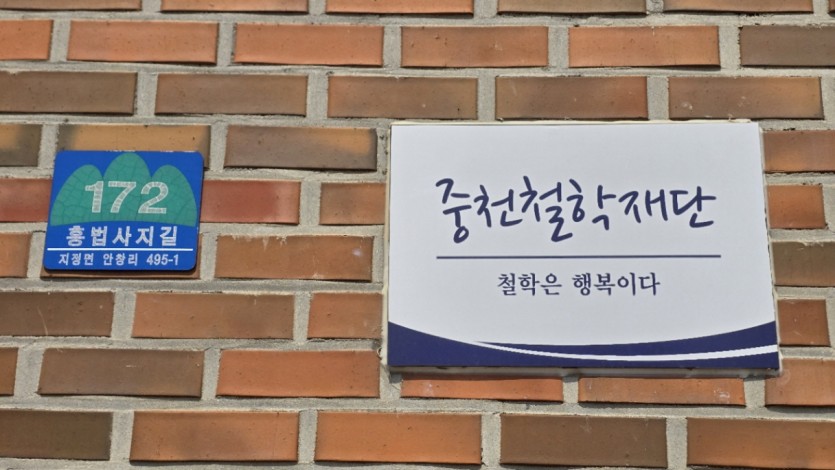 172
흥법사지길
지정면 안창리 495-1
중천철학재단
철학은 행복이다